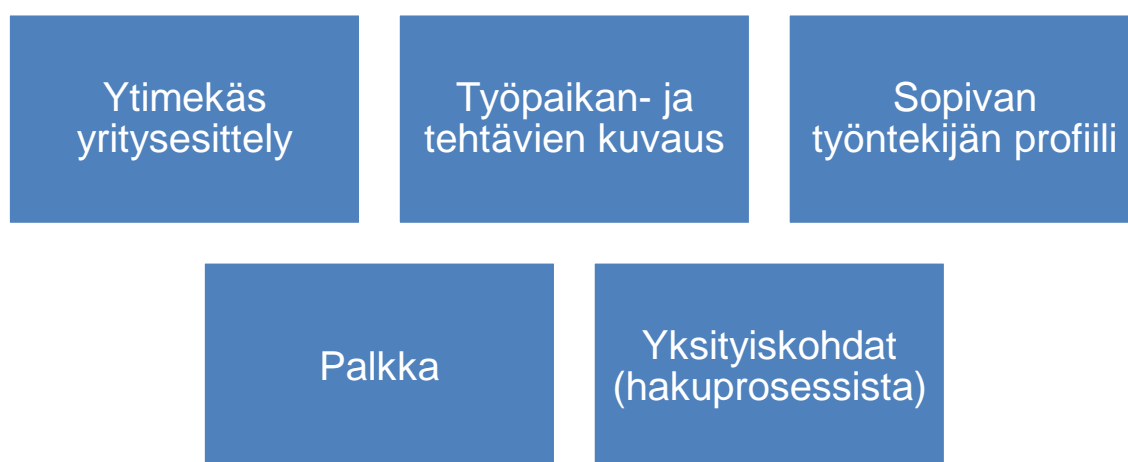 Ytimekäs
yritysesittely
Työpaikan- ja
tehtävien kuvaus
Sopivan
työntekijän profiili
Palkka
Yksityiskohdat
(hakuprosessista)